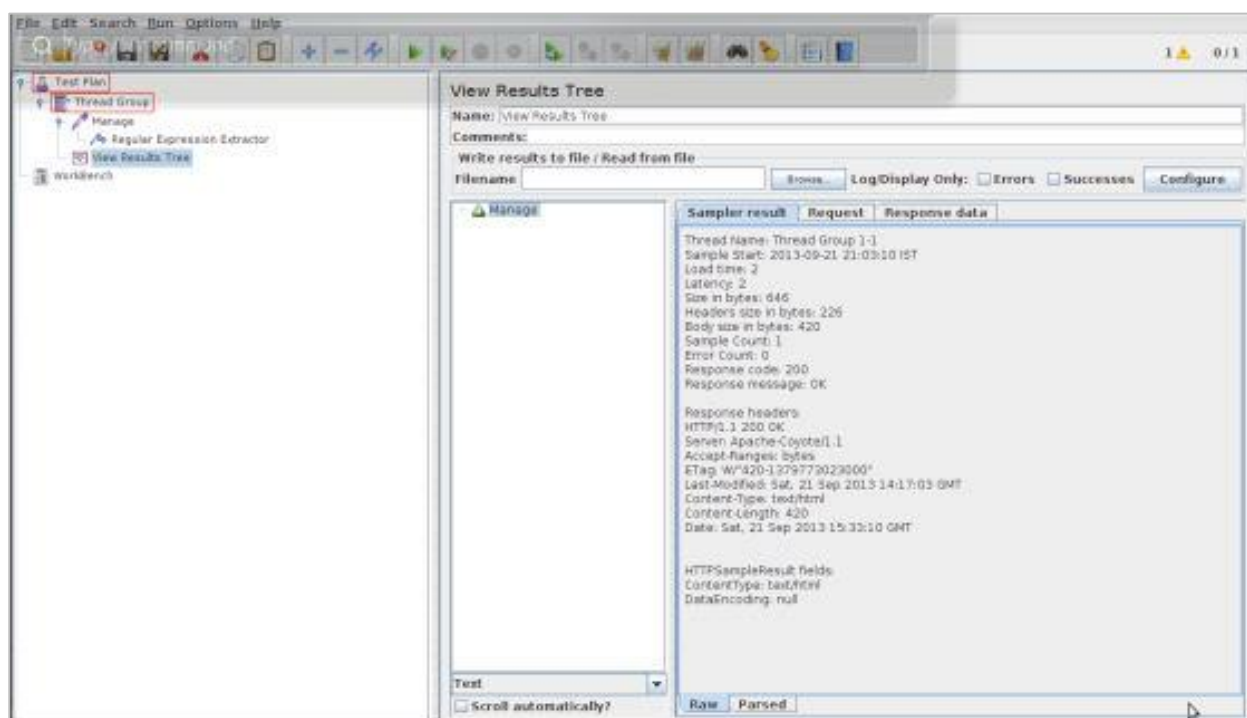 File Edit Search Run Options Help
1 0/1
Test Plan
Thread Group
Manage
Regular Expression Extractor
View Results Tree
WorkBench
View Results Tree
Name: View Results Tree
Comments:
Write results to file / Read from file
Filename Browse... Log/Display Only: Errors Successes Configure
Manage
Sampler result Request Response data
Thread Name: Thread Group 1-1
Sample Start: 2013-09-21 21:03:10 IST
Load time: 2
Latency: 2
Size in bytes: 646
Headers size in bytes: 226
Body size in bytes: 420
Sample Count: 1
Error Count: 0
Response code: 200
Response message: OK
Response headers:
HTTP/1.1 200 OK
Server: Apache-Coyote/1.1
Accept-Ranges: bytes
ETag: W/"420-1379773023000"
Last-Modified: Sat, 21 Sep 2013 14:17:03 GMT
Content-Type: text/html
Content-Length: 420
Date: Sat, 21 Sep 2013 15:33:10 GMT
HTTPSampleResult fields:
ContentType: text/html
DataEncoding: null
Text
Scroll automatically?
Raw Parsed